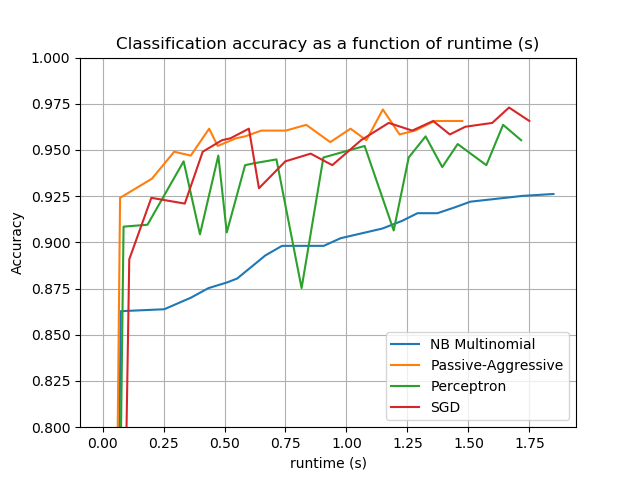 Classification accuracy as a function of runtime (s)
1.000
0.975
0.950
0.925
0.900
0.875
0.850
0.825
0.800
Accuracy
NB Multinomial
Passive-Aggressive
Perceptron
SGD
0.00 0.25 0.50 0.75 1.00 1.25 1.50 1.75
runtime (s)